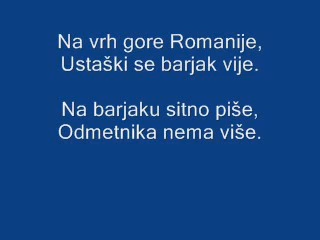 Na vrh gore Romanije,
Ustaški se barjak vije.
Na barjaku sitno piše,
Odmetnika nema više.